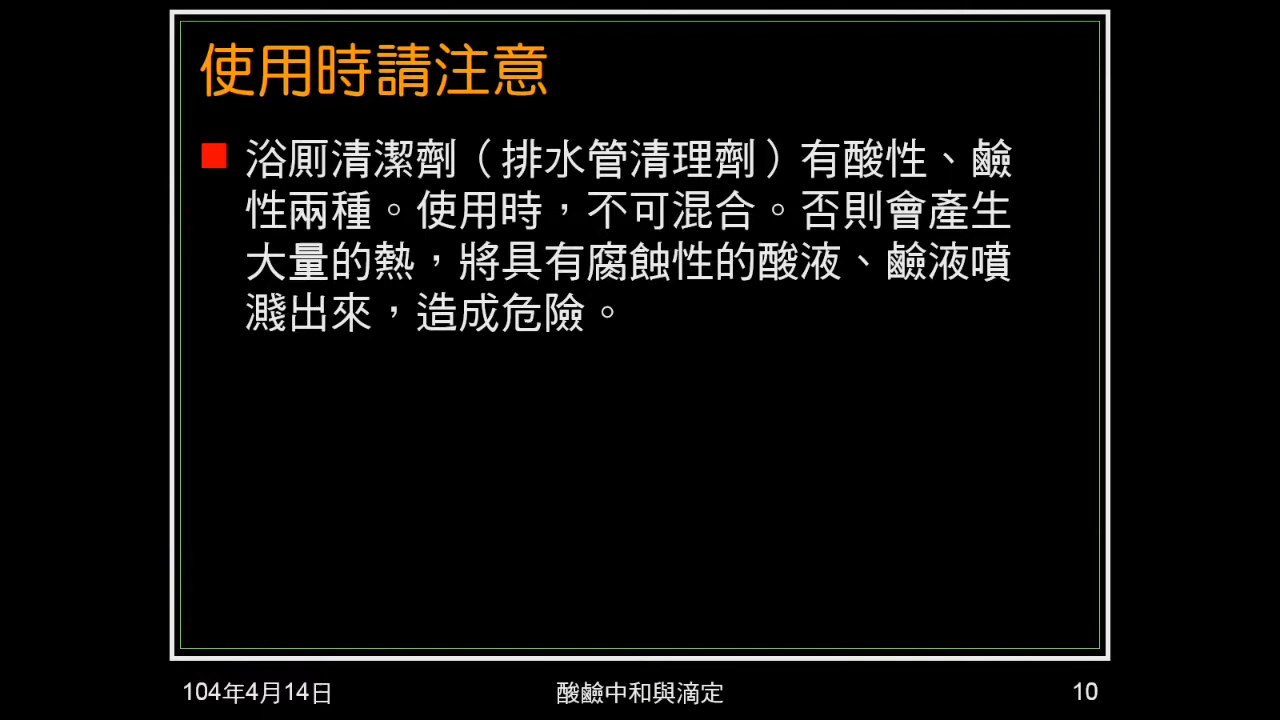 使用時請注意
浴厠清潔劑（排水管清理劑）有酸性、鹼
性兩種。使用時，不可混合。否則會產生
大量的熱，將具有腐蝕性的酸液、鹼液噴
濺出來，造成危險。
104年4月14日
酸鹼中和與滴定
10